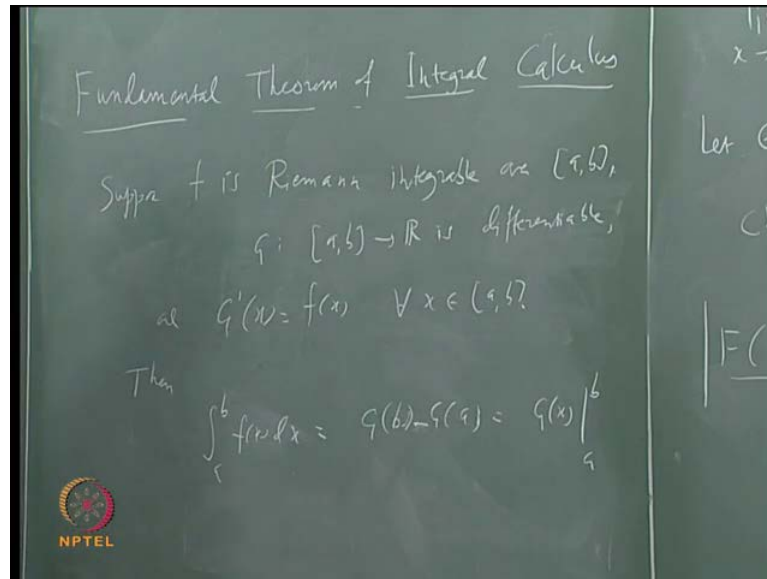 Fundamental Theorem of Integral Calculus
Suppose f is Riemann integrable over [a,b],
G : [a,b] → ℝ is differentiable,
and G'(x) = f(x) ∀ x ∈ [a,b].
Then
∫_a^b f(x) dx = G(b) - G(a) = G(x) |_a^b
x →
Let
|F(
NPTEL